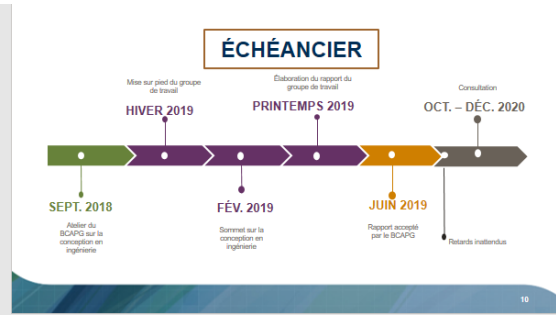 ÉCHÉANCIER
Mise sur pied du groupe
de travail
HIVER 2019
Élaboration du rapport du
groupe de travail
PRINTEMPS 2019
Consultation
OCT. – DÉC. 2020
SEPT. 2018
Atelier du
BCAPG sur la
conception en
ingénierie
FÉV. 2019
Sommet sur la
conception en
ingénierie
JUIN 2019
Rapport accepté
par le BCAPG
Retards inattendus
10